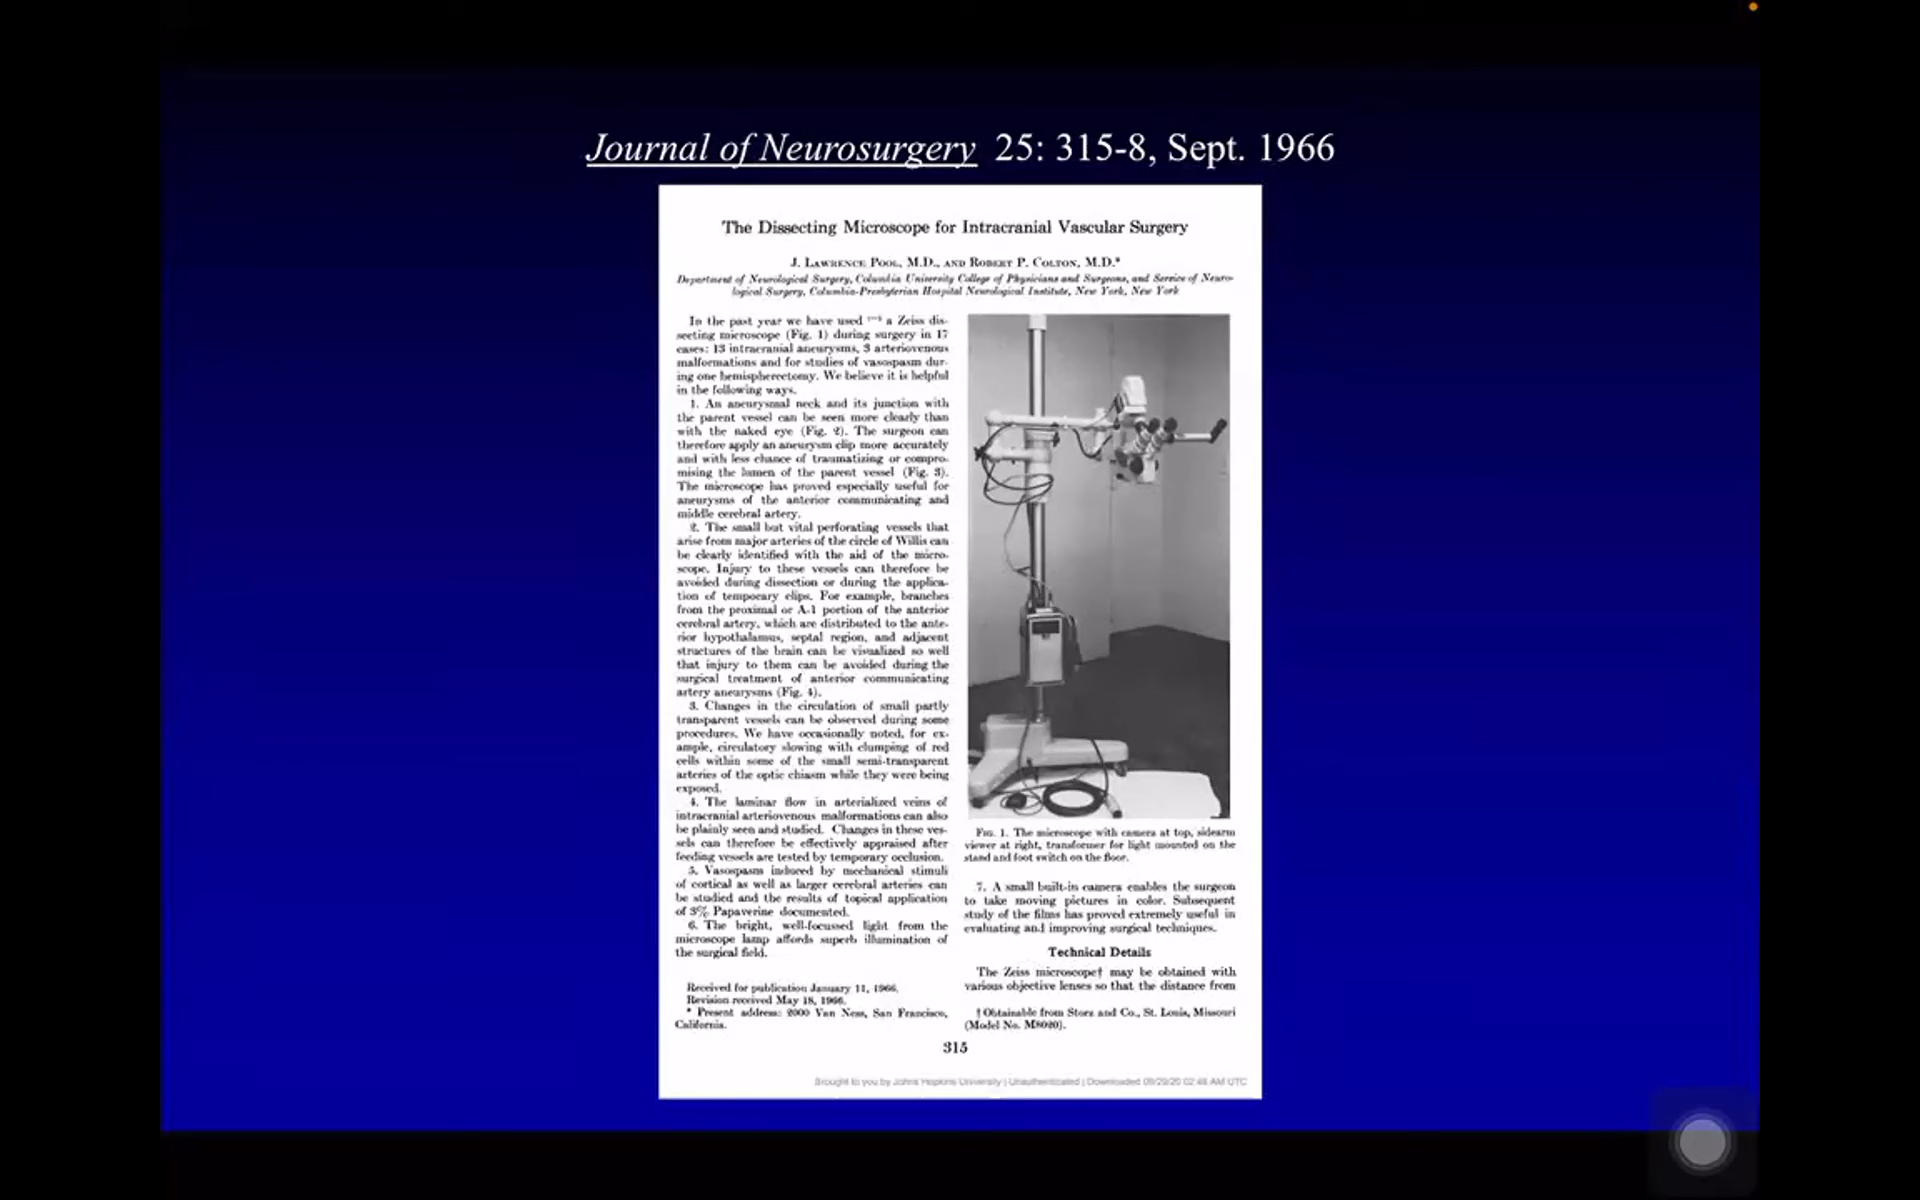 Journal of Neurosurgery 25: 315-8, Sept. 1966
The Dissecting Microscope for Intracranial Vascular Surgery
J. Lawrence Pool, M.D., and Robert P. Colton, M.D.*
Department of Neurological Surgery, Columbia University College of Physicians and Surgeons, and Service of Neuro-
logical Surgery, Columbia-Presbyterian Hospital Neurological Institute, New York, New York
In the past year we have used a Zeiss dis-
secting microscope (Fig. 1) during surgery in 17
cases: 13 intracranial aneurysms, 3 arteriovenous
malformations and for studies of vasospasm dur-
ing one hemispherectomy. We believe it is helpful
in the following ways.
1. An aneurysmal neck and its junction with
the parent vessel can be seen more clearly than
with the naked eye (Fig. 2). The surgeon can
therefore apply an aneurysm clip more accurately
and with less chance of traumatizing or compro-
mising the lumen of the parent vessel (Fig. 3).
The microscope has proved especially useful for
aneurysms of the anterior communicating and
middle cerebral artery.
2. The small but vital perforating vessels that
arise from major arteries of the circle of Willis can
be clearly identified with the aid of the micro-
scope. Injury to these vessels can therefore be
avoided during dissection or during the applica-
tion of temporary clips. For example, branches
from the proximal or A-1 portion of the anterior
cerebral artery, which are distributed to the ante-
rior hypothalamus, septal region, and adjacent
structures of the brain can be visualized so well
that injury to them can be avoided during the
surgical treatment of anterior communicating
artery aneurysms (Fig. 4).
3. Changes in the circulation of small partly
transparent vessels can be observed during some
procedures. We have occasionally noted, for ex-
ample, circulatory slowing with clumping of red
cells within some of the small semi-transparent
arteries of the optic chiasm while they were being
exposed.
4. The laminar flow in arterialized veins of
intracranial arteriovenous malformations can also
be plainly seen and studied. Changes in these ves-
sels can therefore be effectively appraised after
feeding vessels are tested by temporary occlusion.
5. Vasospasm induced by mechanical stimuli
of cortical as well as larger cerebral arteries can
be studied and the results of topical application
of 3% Papaverine documented.
6. The bright, well-focussed light from the
microscope lamp affords superb illumination of
the surgical field.
Received for publication January 11, 1966.
Revision received May 18, 1966.
* Present address: 2000 Van Ness, San Francisco,
California.
Fig. 1. The microscope with camera at top, sidearm
viewer at right, transformer for light mounted on the
stand and foot switch on the floor.
7. A small built-in camera enables the surgeon
to take moving pictures in color. Subsequent
study of the films has proved extremely useful in
evaluating and improving surgical techniques.
Technical Details
The Zeiss microscope† may be obtained with
various objective lenses so that the distance from
† Obtainable from Storz and Co., St. Louis, Missouri
(Model No. M8020).
315
Brought to you by Johns Hopkins University | Unauthenticated | Downloaded 09/29/20 02:48 AM UTC